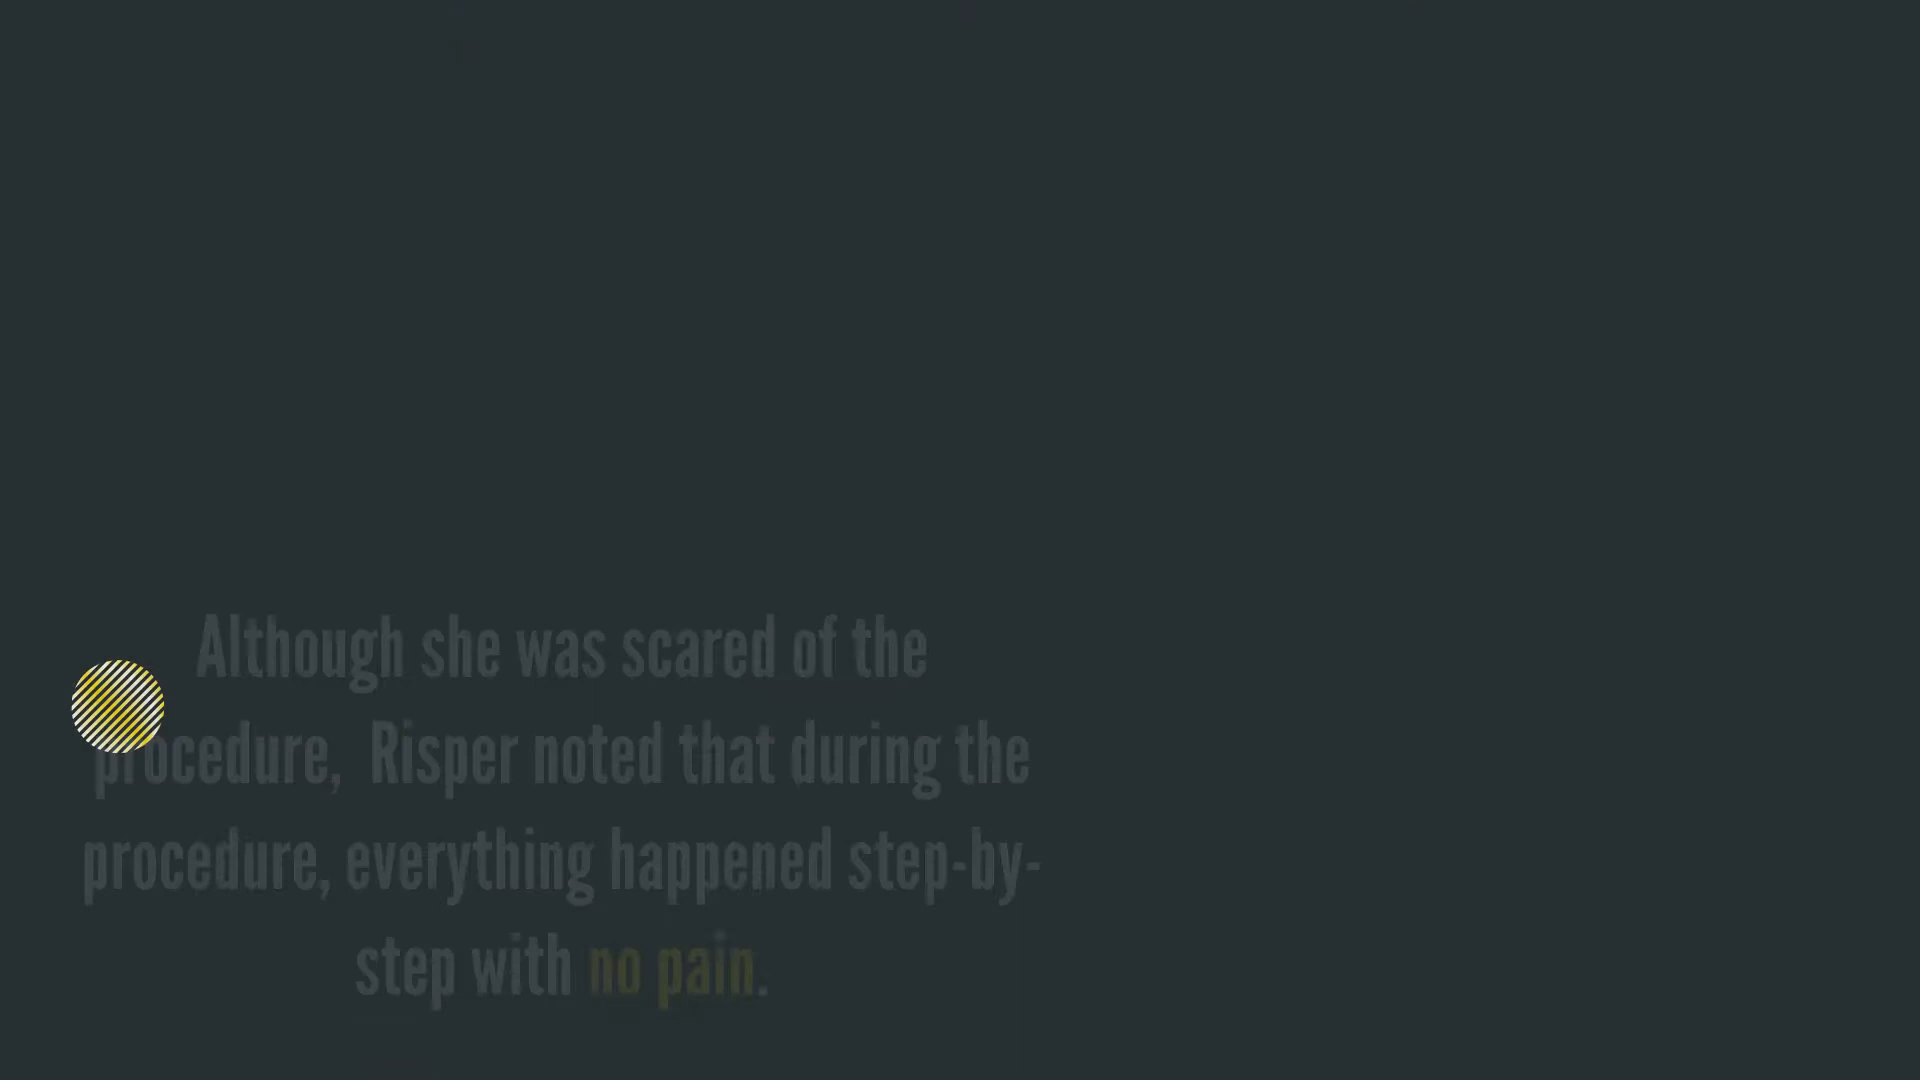 Although she was scared of the
procedure,  Risper noted that during the
procedure, everything happened step-by-
step with no pain.